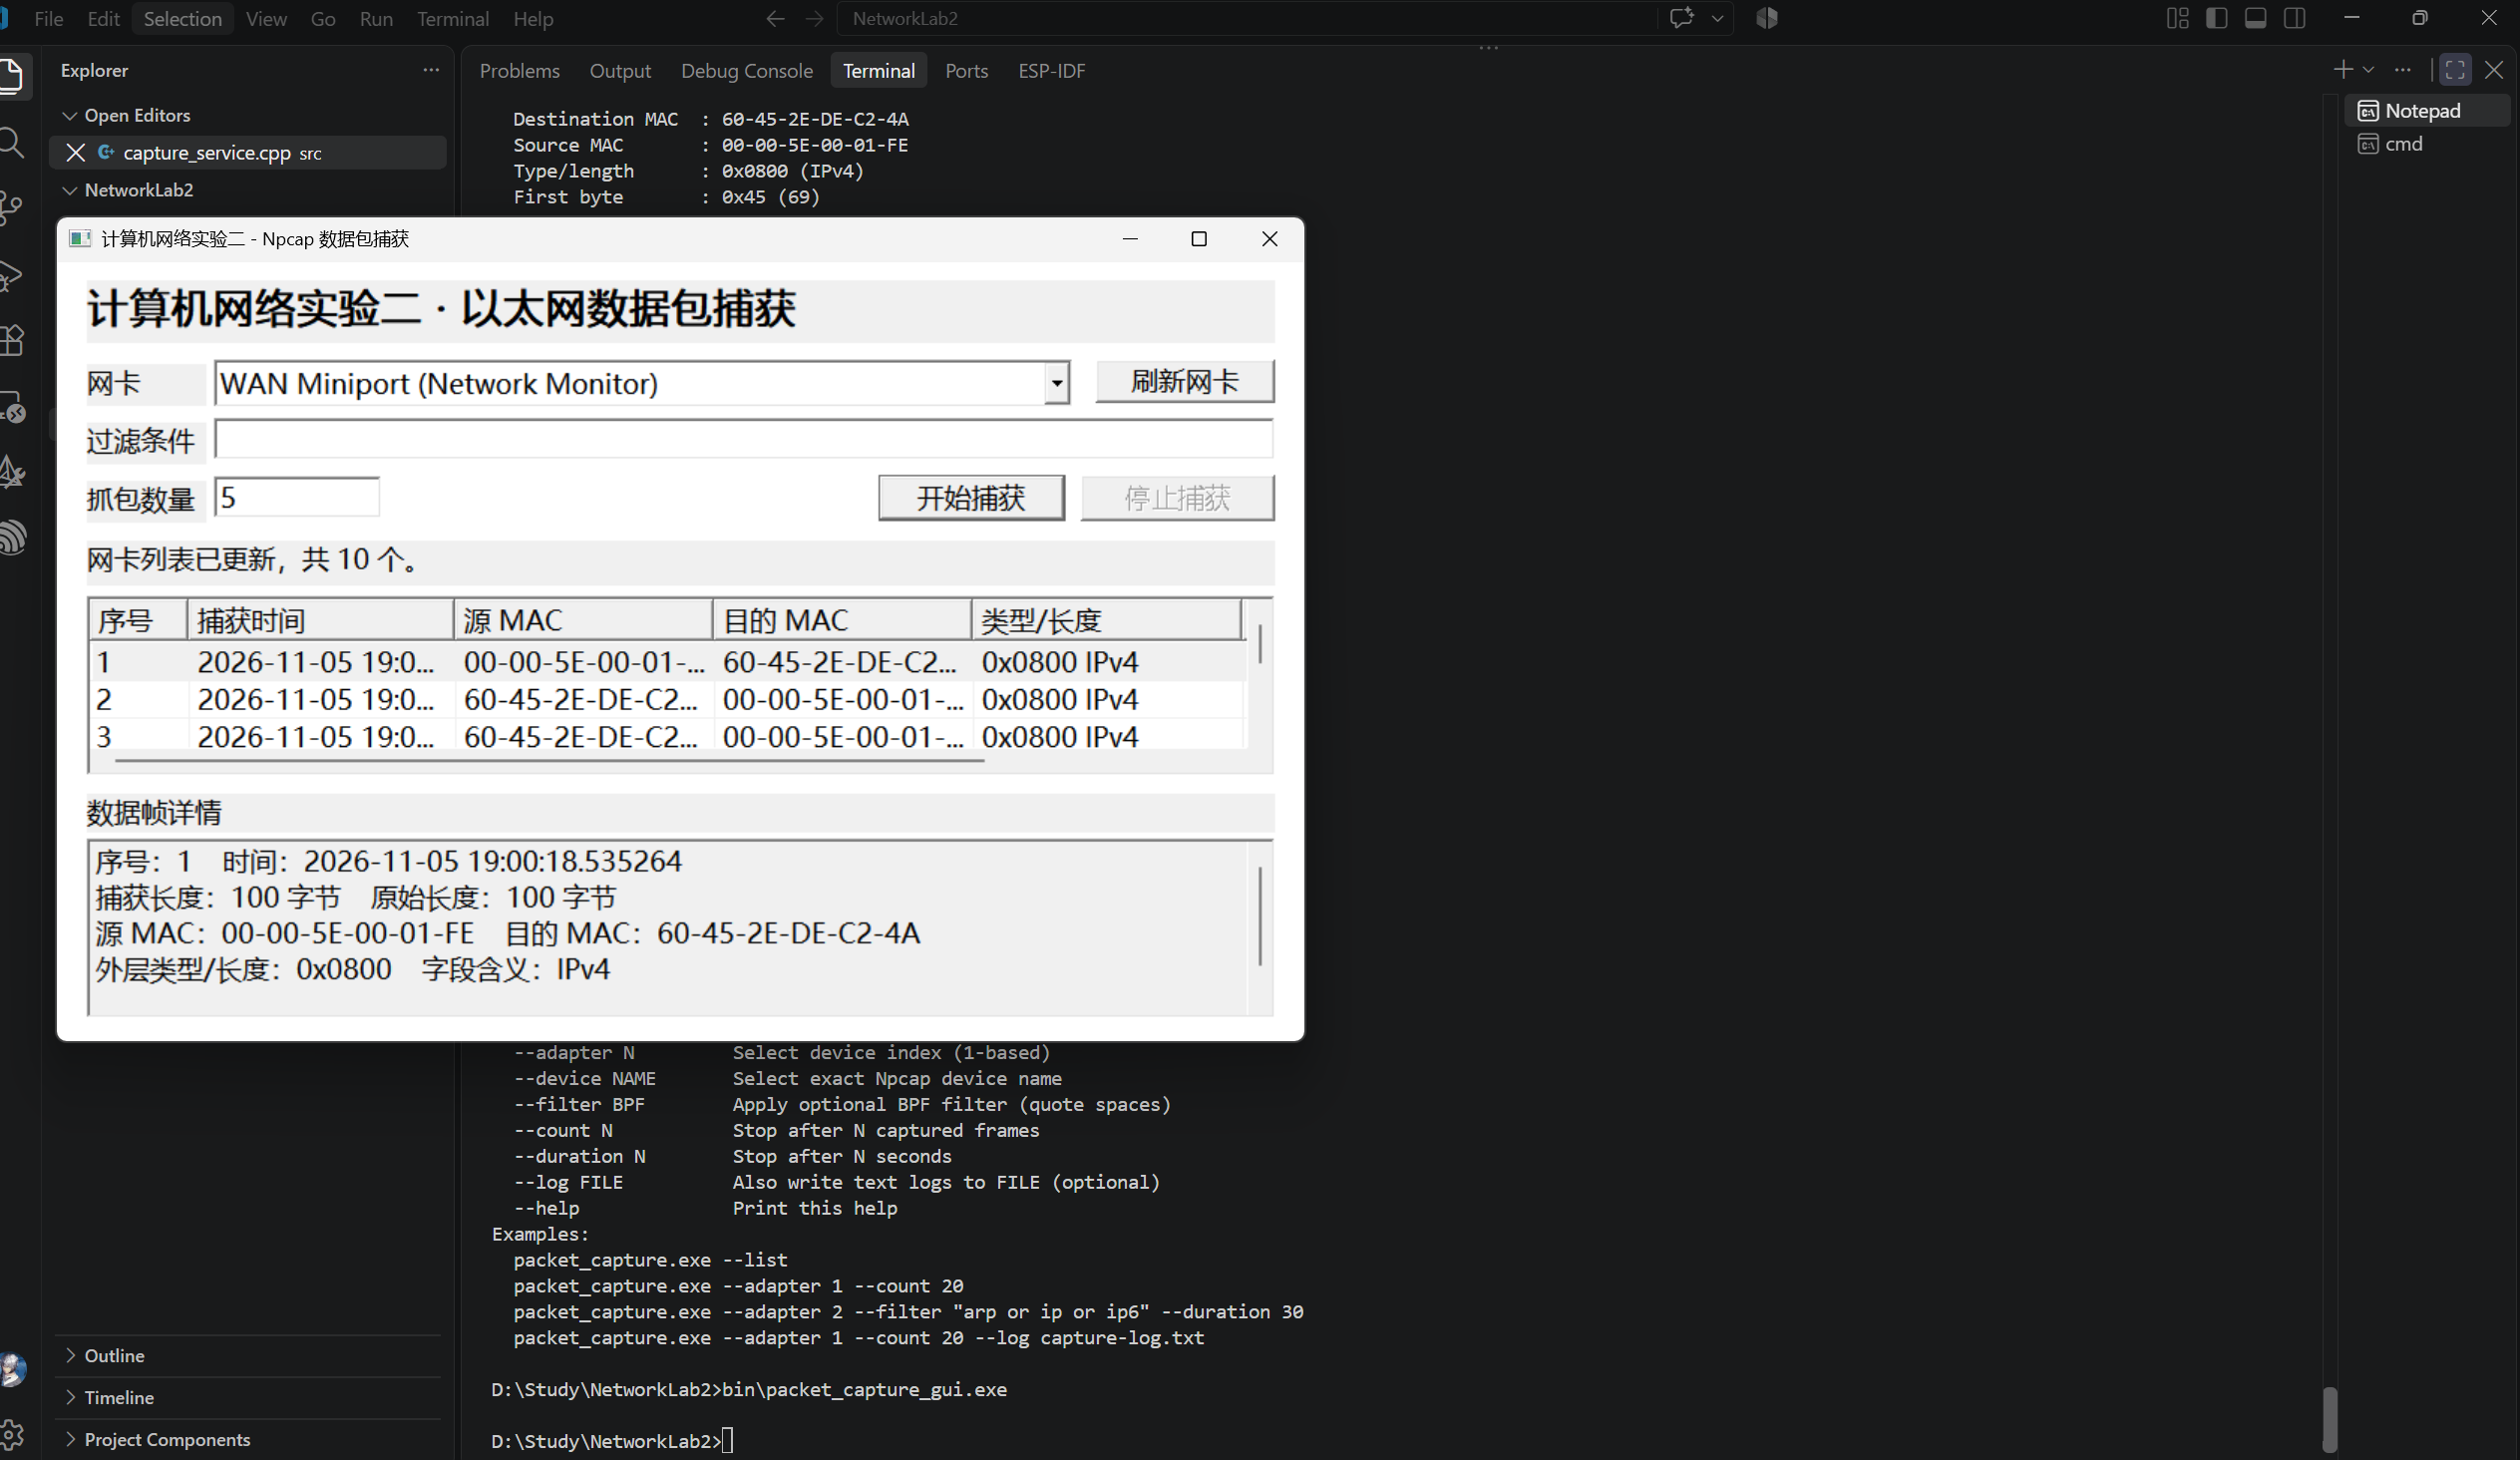 File Edit Selection View Go Run Terminal Help
NetworkLab2
Explorer
Problems Output Debug Console Terminal Ports ESP-IDF
Open Editors
capture_service.cpp src
NetworkLab2
Destination MAC : 60-45-2E-DE-C2-4A
Source MAC : 00-00-5E-00-01-FE
Type/length : 0x0800 (IPv4)
First byte : 0x45 (69)
Notepad
cmd
计算机网络实验二 - Npcap 数据包捕获
计算机网络实验二 · 以太网数据包捕获
网卡 WAN Miniport (Network Monitor) 刷新网卡
过滤条件
抓包数量 5 开始捕获 停止捕获
网卡列表已更新，共 10 个。
序号 捕获时间 源 MAC 目的 MAC 类型/长度
1 2026-11-05 19:0... 00-00-5E-00-01-... 60-45-2E-DE-C2... 0x0800 IPv4
2 2026-11-05 19:0... 60-45-2E-DE-C2... 00-00-5E-00-01-... 0x0800 IPv4
3 2026-11-05 19:0... 60-45-2E-DE-C2... 00-00-5E-00-01-... 0x0800 IPv4
数据帧详情
序号：1 时间：2026-11-05 19:00:18.535264
捕获长度：100 字节 原始长度：100 字节
源 MAC：00-00-5E-00-01-FE 目的 MAC：60-45-2E-DE-C2-4A
外层类型/长度：0x0800 字段含义：IPv4
--adapter N Select device index (1-based)
--device NAME Select exact Npcap device name
--filter BPF Apply optional BPF filter (quote spaces)
--count N Stop after N captured frames
--duration N Stop after N seconds
--log FILE Also write text logs to FILE (optional)
--help Print this help
Examples:
packet_capture.exe --list
packet_capture.exe --adapter 1 --count 20
packet_capture.exe --adapter 2 --filter "arp or ip or ip6" --duration 30
packet_capture.exe --adapter 1 --count 20 --log capture-log.txt
D:\Study\NetworkLab2>bin\packet_capture_gui.exe
D:\Study\NetworkLab2>
Outline
Timeline
Project Components